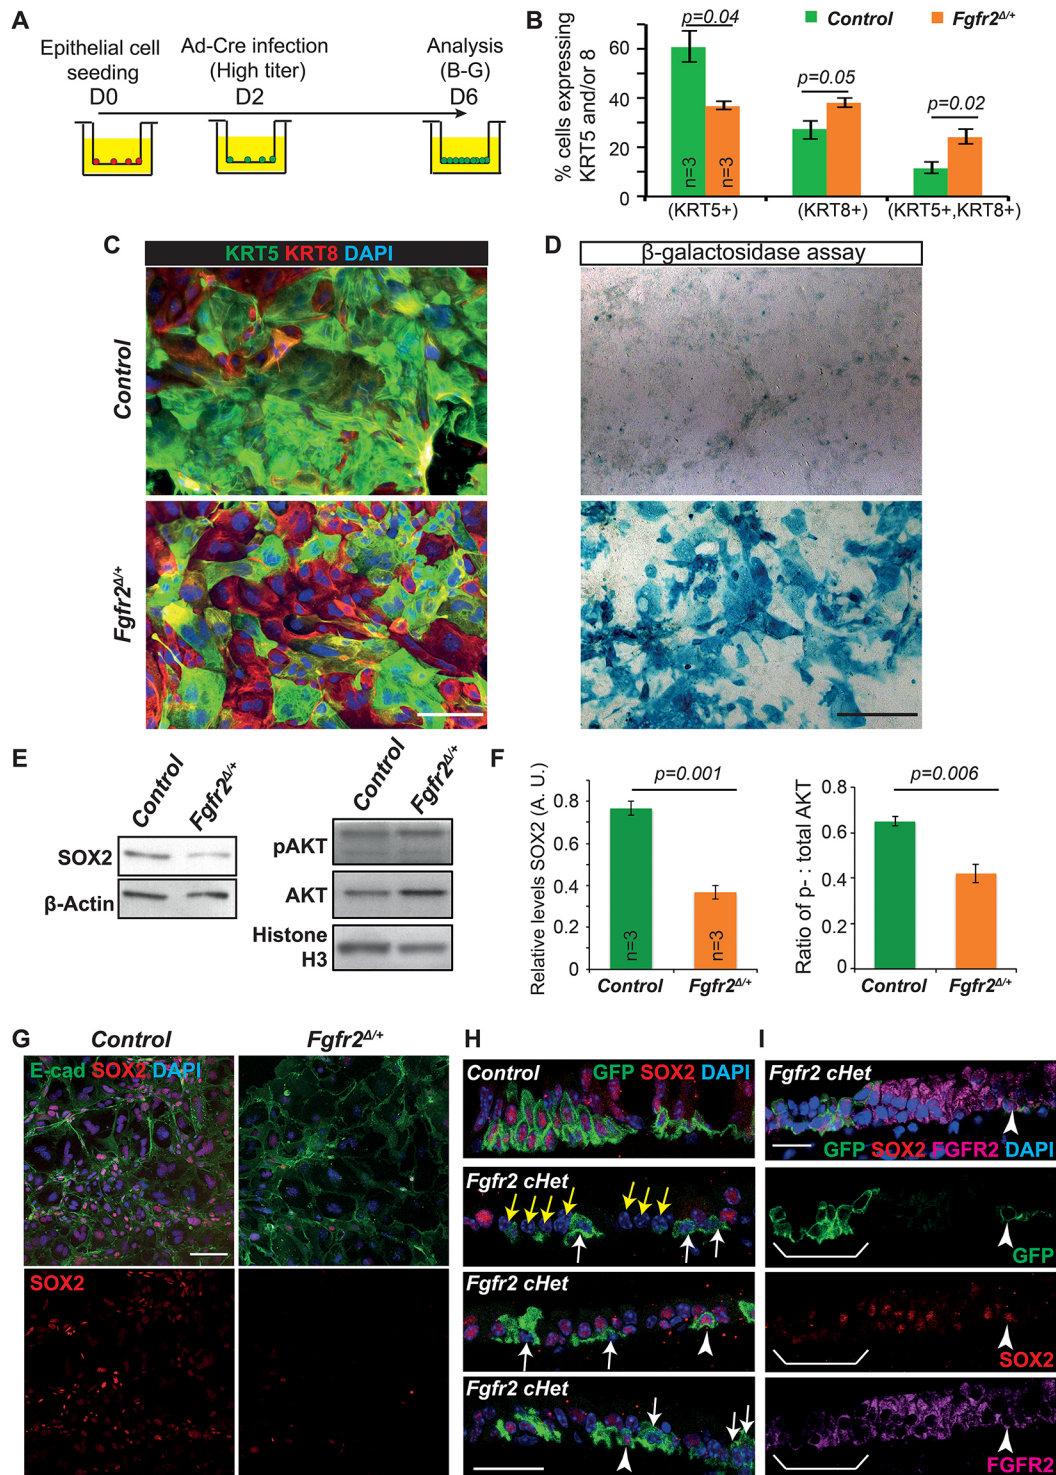 A
Epithelial cell
seeding
D0
Ad-Cre infection
(High titer)
D2
Analysis
(B-G)
D6
B
Control
Fgfr2Δ/+
% cells expressing
KRT5 and/or 8
60
40
20
0
p=0.04
p=0.05
p=0.02
n=3
n=3
(KRT5+)
(KRT8+)
(KRT5+,KRT8+)
C
KRT5 KRT8 DAPI
Control
Fgfr2Δ/+
D
β-galactosidase assay
E
Control
Fgfr2Δ/+
SOX2
β-Actin
Control
Fgfr2Δ/+
pAKT
AKT
Histone
H3
F
Relative levels SOX2 (A. U.)
0.8
0.6
0.4
0.2
0
p=0.001
n=3
n=3
Control
Fgfr2Δ/+
Ratio of p- : total AKT
0.8
0.6
0.4
0.2
0
p=0.006
Control
Fgfr2Δ/+
G
Control
Fgfr2Δ/+
E-cad SOX2 DAPI
SOX2
H
Control
GFP SOX2 DAPI
Fgfr2 cHet
Fgfr2 cHet
Fgfr2 cHet
I
Fgfr2 cHet
GFP SOX2 FGFR2 DAPI
GFP
SOX2
FGFR2